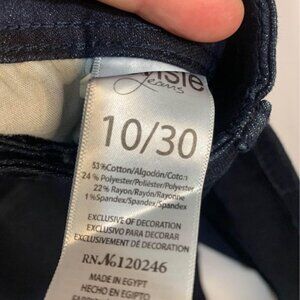 jeans
10/30
53%Cotton/Algodón/Coton
24% Polyester/Poliéster/Polyester
22% Rayon/Rayón/Rayonne
1%Spandex/Spandex/Spandex
EXCLUSIVE OF DECORATION
EXCLUSIVO PARA DECORAR
EXCLUSIVEMENT DE DÉCORATION
RN №120246
MADE IN EGYPT
HECHO EN EGIPTO